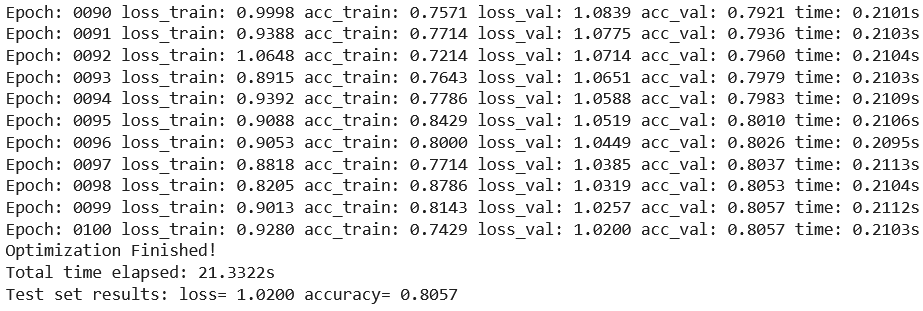 Epoch: 0090 loss_train: 0.9998 acc_train: 0.7571 loss_val: 1.0839 acc_val: 0.7921 time: 0.2101s
Epoch: 0091 loss_train: 0.9388 acc_train: 0.7714 loss_val: 1.0775 acc_val: 0.7936 time: 0.2103s
Epoch: 0092 loss_train: 1.0648 acc_train: 0.7214 loss_val: 1.0714 acc_val: 0.7960 time: 0.2104s
Epoch: 0093 loss_train: 0.8915 acc_train: 0.7643 loss_val: 1.0651 acc_val: 0.7979 time: 0.2103s
Epoch: 0094 loss_train: 0.9392 acc_train: 0.7786 loss_val: 1.0588 acc_val: 0.7983 time: 0.2109s
Epoch: 0095 loss_train: 0.9088 acc_train: 0.8429 loss_val: 1.0519 acc_val: 0.8010 time: 0.2106s
Epoch: 0096 loss_train: 0.9053 acc_train: 0.8000 loss_val: 1.0449 acc_val: 0.8026 time: 0.2095s
Epoch: 0097 loss_train: 0.8818 acc_train: 0.7714 loss_val: 1.0385 acc_val: 0.8037 time: 0.2113s
Epoch: 0098 loss_train: 0.8205 acc_train: 0.8786 loss_val: 1.0319 acc_val: 0.8053 time: 0.2104s
Epoch: 0099 loss_train: 0.9013 acc_train: 0.8143 loss_val: 1.0257 acc_val: 0.8057 time: 0.2112s
Epoch: 0100 loss_train: 0.9280 acc_train: 0.7429 loss_val: 1.0200 acc_val: 0.8057 time: 0.2103s
Optimization Finished!
Total time elapsed: 21.3322s
Test set results: loss= 1.0200 accuracy= 0.8057